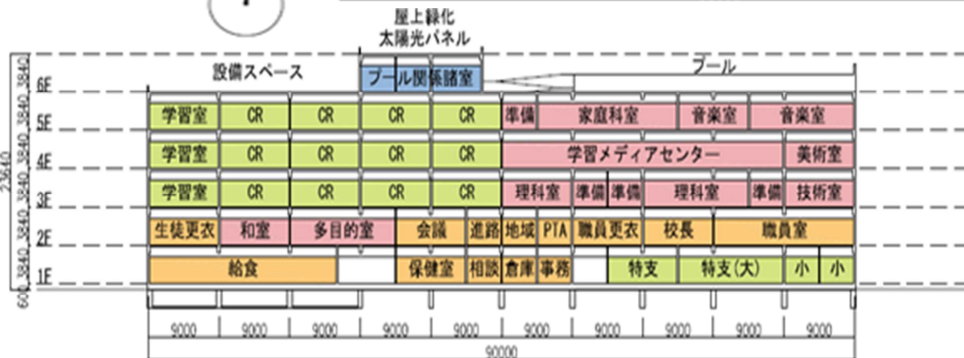 屋上緑化
太陽光パネル
設備スペース
プール
6F プール関係諸室
5F 学習室 CR CR CR CR 準備 家庭科室 音楽室 音楽室
4F 学習室 CR CR CR CR 学習メディアセンター 美術室
3F 学習室 CR CR CR CR 理科室 準備 準備 理科室 準備 技術室
2F 生徒更衣 和室 多目的室 会議 進路 地域 PTA 職員更衣 校長 職員室
1F 給食 保健室 相談 倉庫 事務 特支 特支(大) 小 小
23640
600 3840 3840 3840 3840 3840 3840
9000 9000 9000 9000 9000 9000 9000 9000 9000 9000
90000